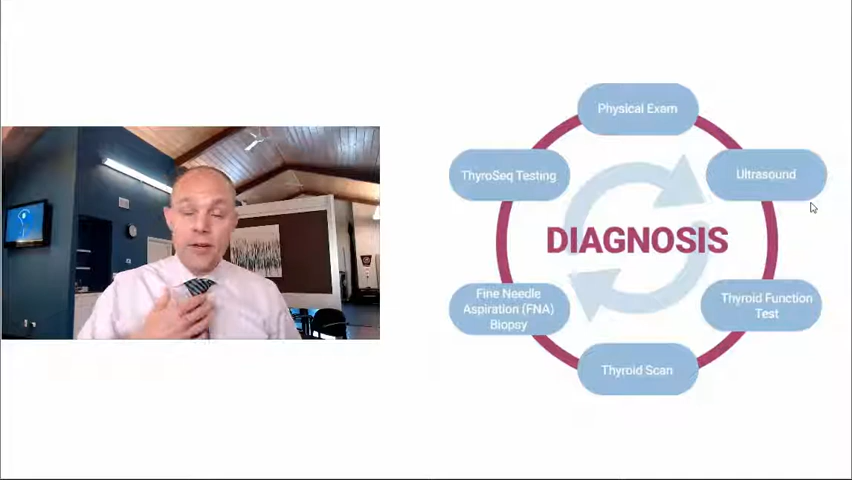 Physical Exam
ThyroSeq Testing
Ultrasound
DIAGNOSIS
Fine Needle
Aspiration (FNA)
Biopsy
Thyroid Function
Test
Thyroid Scan